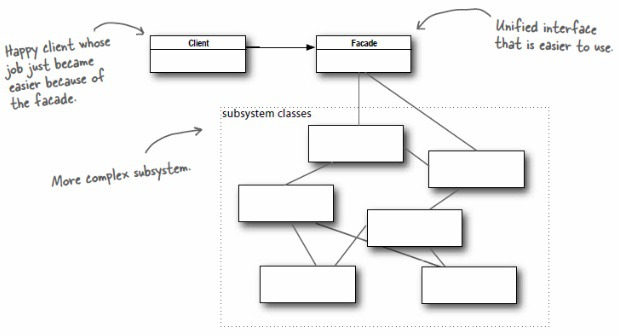 Happy client whose
job just became
easier because of
the facade.
Client
Facade
Unified interface
that is easier to use.
subsystem classes
More complex subsystem.